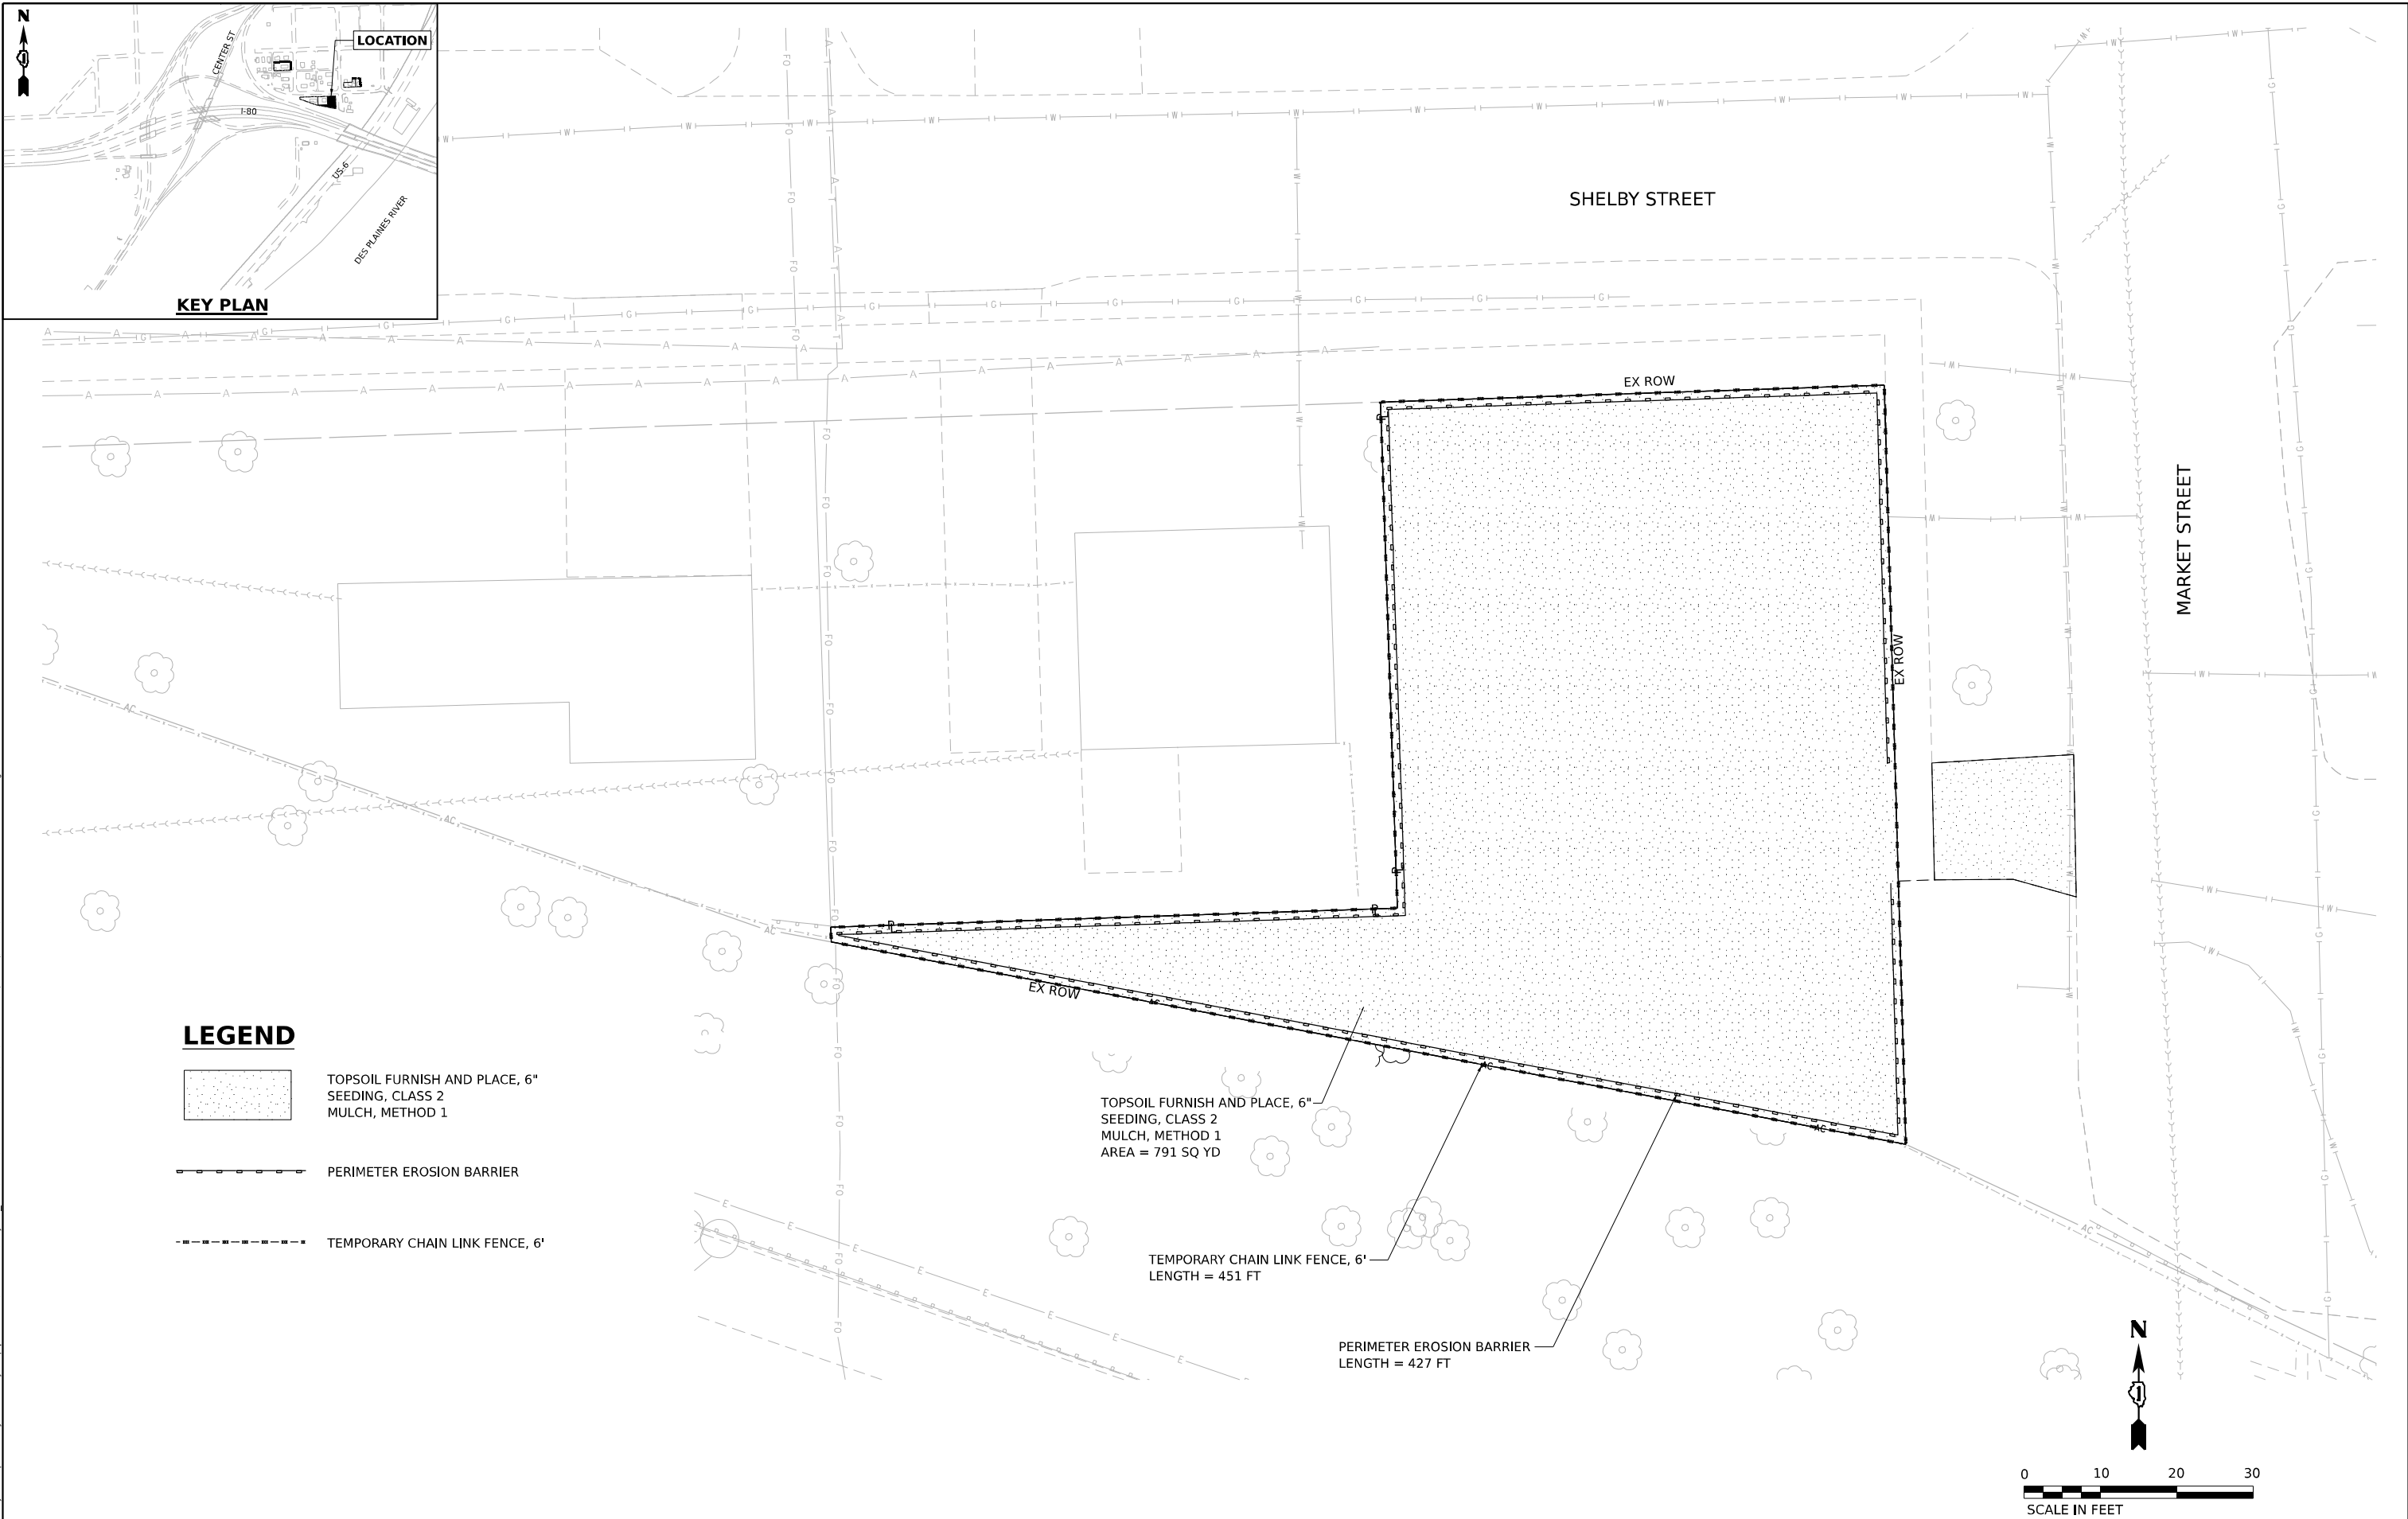 N
CENTER ST
LOCATION
I-80
US-6
DES PLAINES RIVER
KEY PLAN
SHELBY STREET
MARKET STREET
EX ROW
EX ROW
EX ROW
LEGEND
TOPSOIL FURNISH AND PLACE, 6"
SEEDING, CLASS 2
MULCH, METHOD 1
PERIMETER EROSION BARRIER
TEMPORARY CHAIN LINK FENCE, 6'
TOPSOIL FURNISH AND PLACE, 6"
SEEDING, CLASS 2
MULCH, METHOD 1
AREA = 791 SQ YD
TEMPORARY CHAIN LINK FENCE, 6'
LENGTH = 451 FT
PERIMETER EROSION BARRIER
LENGTH = 427 FT
N
0 10 20 30
SCALE IN FEET